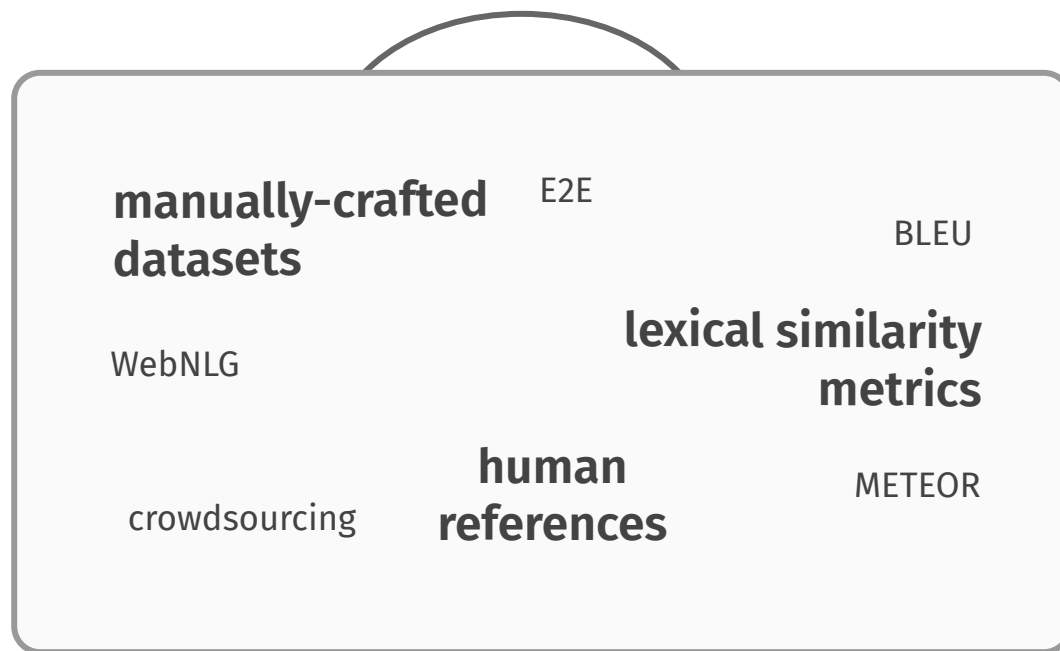 manually-crafted
datasets
E2E
BLEU
lexical similarity
metrics
WebNLG
human
references
METEOR
crowdsourcing